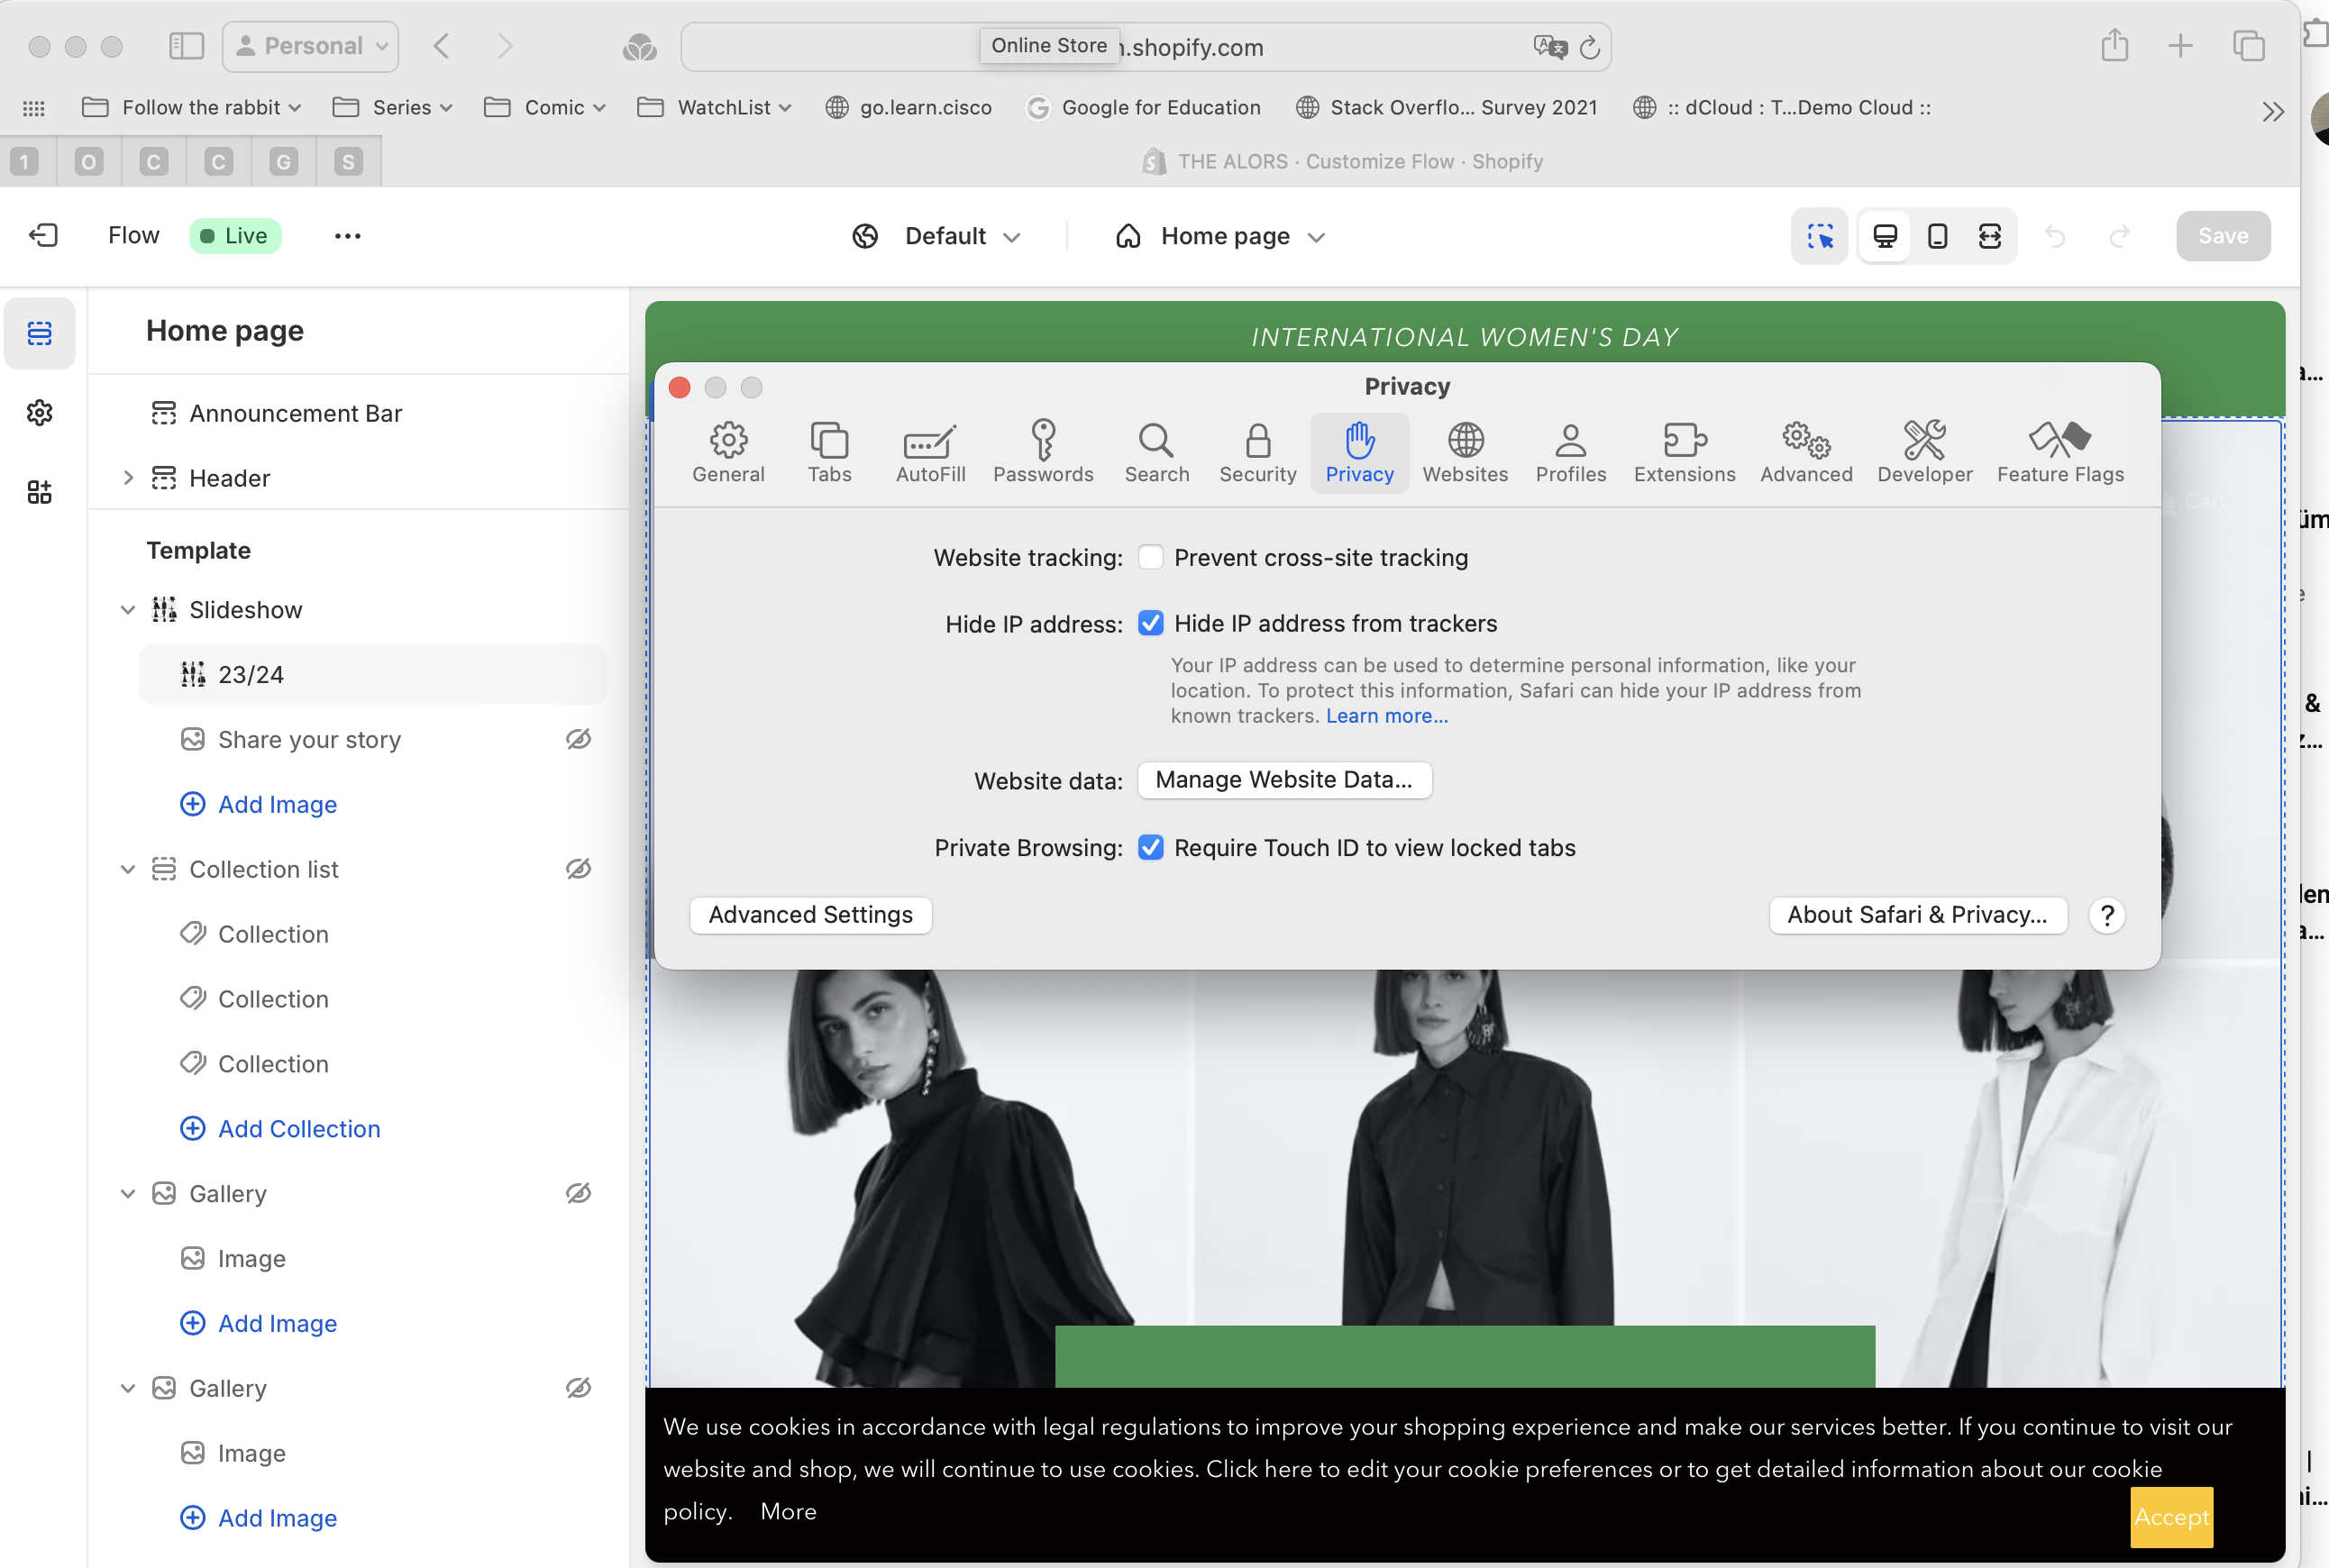 Personal
Online Store
.shopify.com
Follow the rabbit
Series
Comic
WatchList
go.learn.cisco
Google for Education
Stack Overflo... Survey 2021
:: dCloud : T...Demo Cloud ::
1
O
C
C
G
S
THE ALORS · Customize Flow · Shopify
Flow
Live
Default
Home page
Save
Home page
Announcement Bar
Header
Template
Slideshow
23/24
Share your story
Add Image
Collection list
Collection
Collection
Collection
Add Collection
Gallery
Image
Add Image
Gallery
Image
Add Image
INTERNATIONAL WOMEN'S DAY
Cart
Privacy
General
Tabs
AutoFill
Passwords
Search
Security
Privacy
Websites
Profiles
Extensions
Advanced
Developer
Feature Flags
Website tracking:
Prevent cross-site tracking
Hide IP address:
Hide IP address from trackers
Your IP address can be used to determine personal information, like your
location. To protect this information, Safari can hide your IP address from
known trackers. Learn more...
Website data:
Manage Website Data...
Private Browsing:
Require Touch ID to view locked tabs
Advanced Settings
About Safari & Privacy...
?
We use cookies in accordance with legal regulations to improve your shopping experience and make our services better. If you continue to visit our
website and shop, we will continue to use cookies. Click here to edit your cookie preferences or to get detailed information about our cookie
policy. More
Accept
&